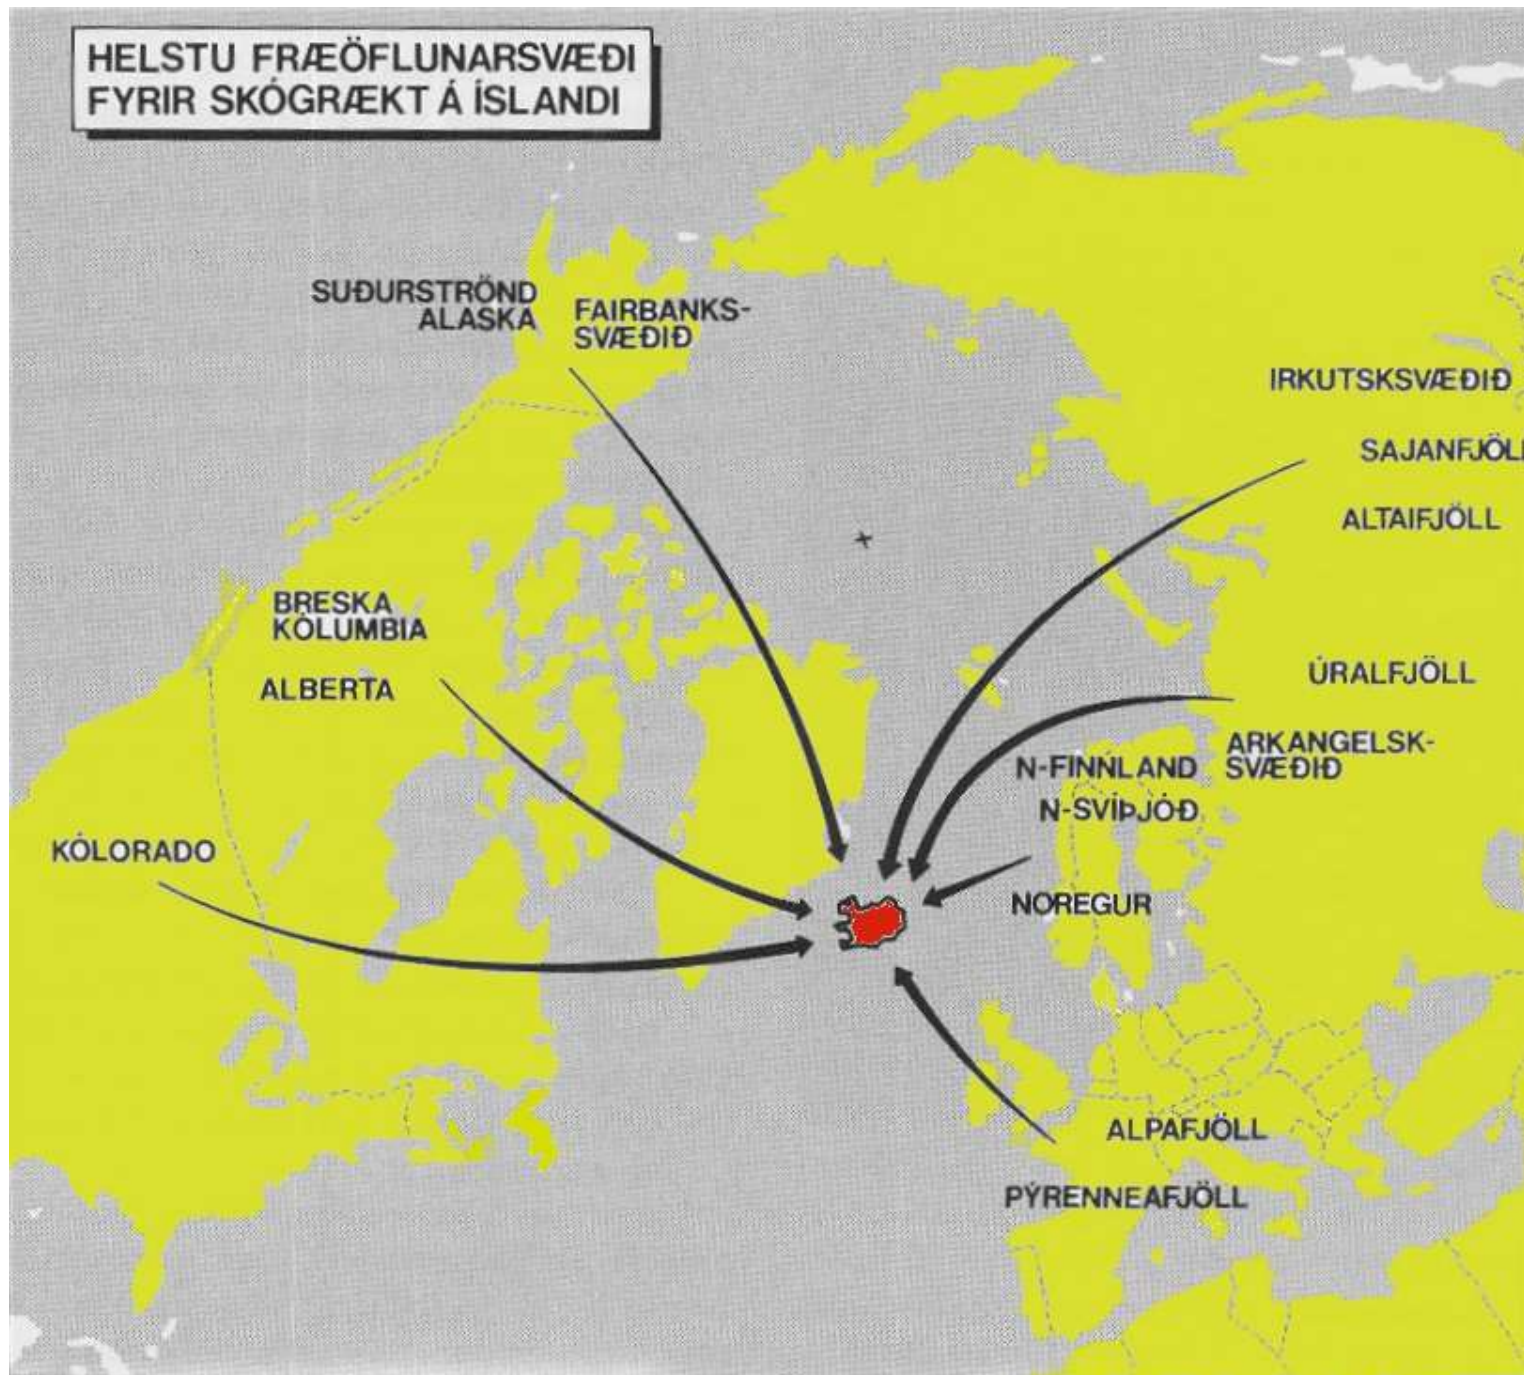 HELSTU FRÆÖFLUNARSVÆÐI
FYRIR SKÓGRÆKT Á ÍSLANDI
SUÐURSTRÖND
ALASKA
FAIRBANKS-
SVÆÐIÐ
IRKUTSKSVÆÐIÐ
SAJANFJÖLL
ALTAIFJÖLL
BRESKA
KÓLUMBIA
ALBERTA
ÚRALFJÖLL
ARKANGELSK-
SVÆÐIÐ
N-FINNLAND
N-SVÍÞJÓÐ
KÓLORADO
NOREGUR
ALPAFJÖLL
PÝRENNEAFJÖLL